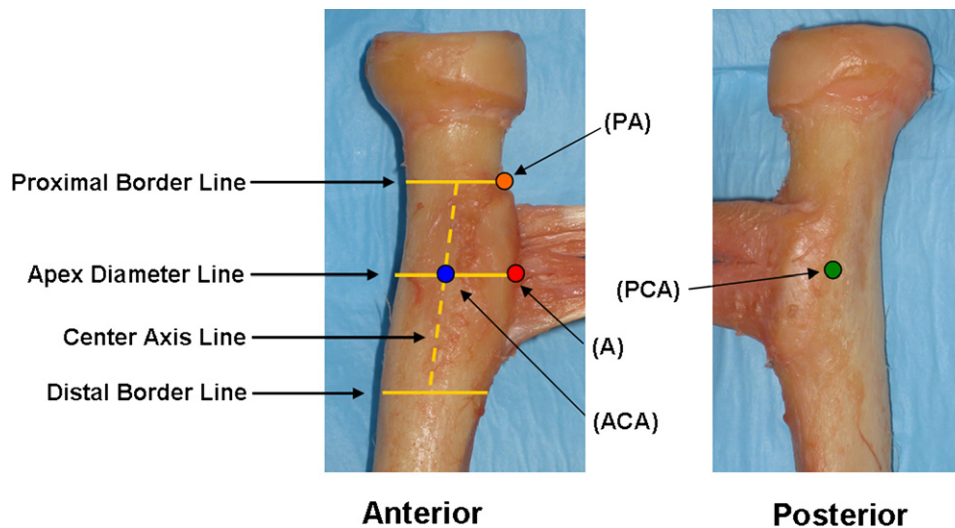 (PA)
Proximal Border Line
Apex Diameter Line
(PCA)
Center Axis Line
(A)
Distal Border Line
(ACA)
Anterior
Posterior